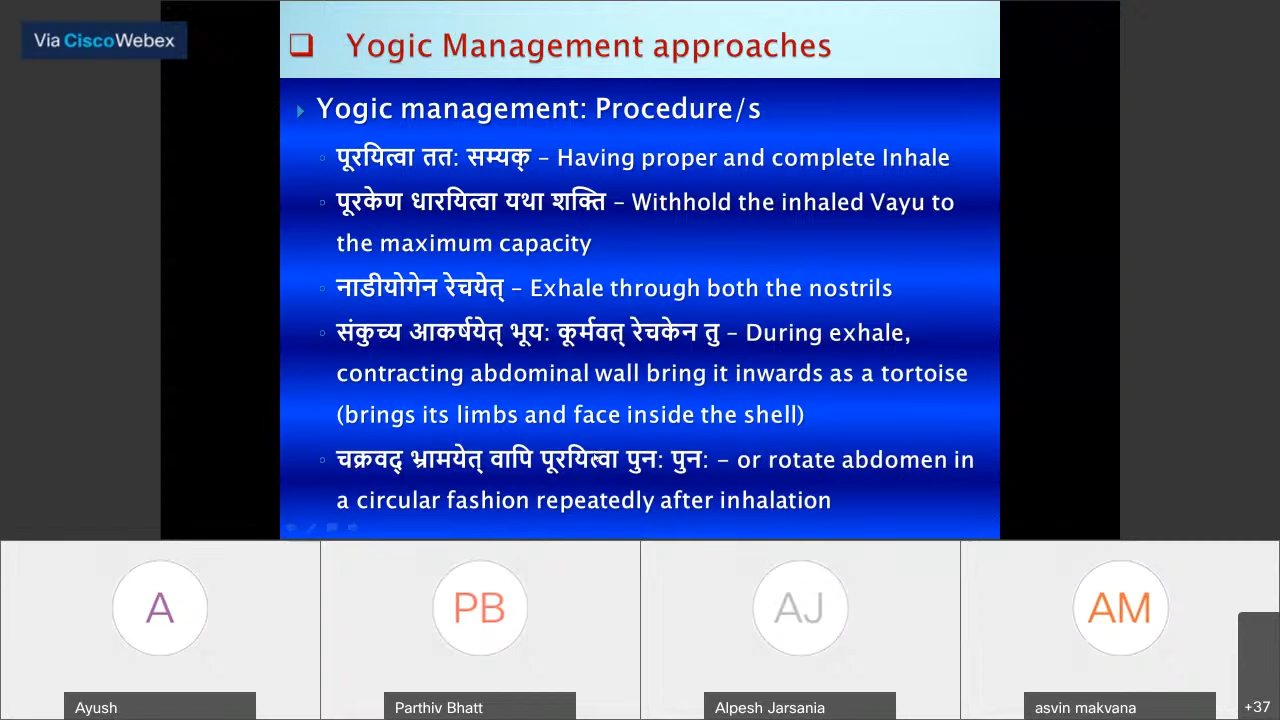 Via CiscoWebex
Yogic Management approaches
Yogic management: Procedure/s
पूरयित्वा तत: सम्यक् – Having proper and complete Inhale
पूरकेण धारयित्वा यथा शक्ति – Withhold the inhaled Vayu to
the maximum capacity
नाडीयोगेन रेचयेत् – Exhale through both the nostrils
संकुच्य आकर्षयेत् भूय: कूर्मवत् रेचकेन तु – During exhale,
contracting abdominal wall bring it inwards as a tortoise
(brings its limbs and face inside the shell)
चक्रवद् भ्रामयेत् वापि पूरयित्वा पुन: पुन: – or rotate abdomen in
a circular fashion repeatedly after inhalation
A PB AJ AM
Ayush Parthiv Bhatt Alpesh Jarsania asvin makvana +37